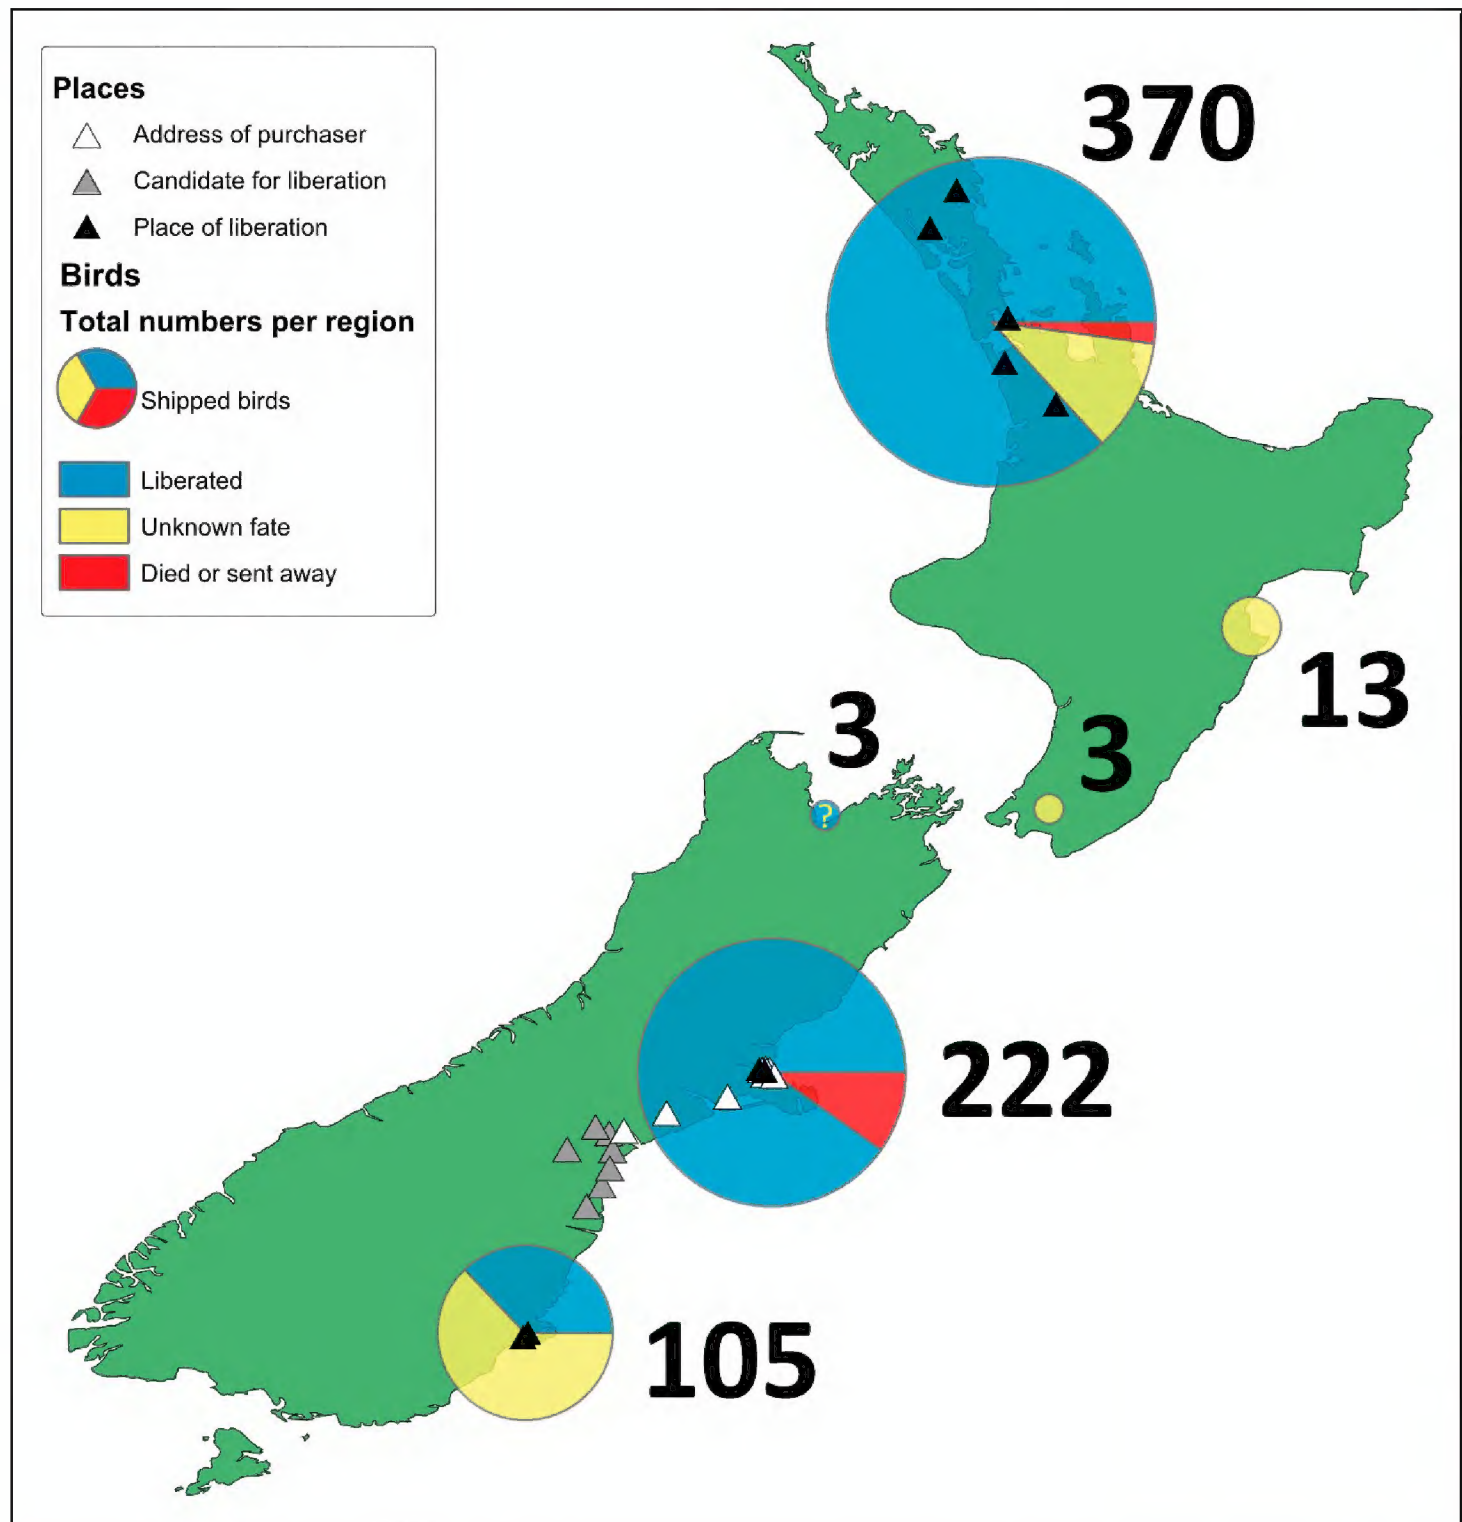 Places
Address of purchaser
Candidate for liberation
Place of liberation
Birds
Total numbers per region
Shipped birds
Liberated
Unknown fate
Died or sent away
370
13
3
3
?
222
105